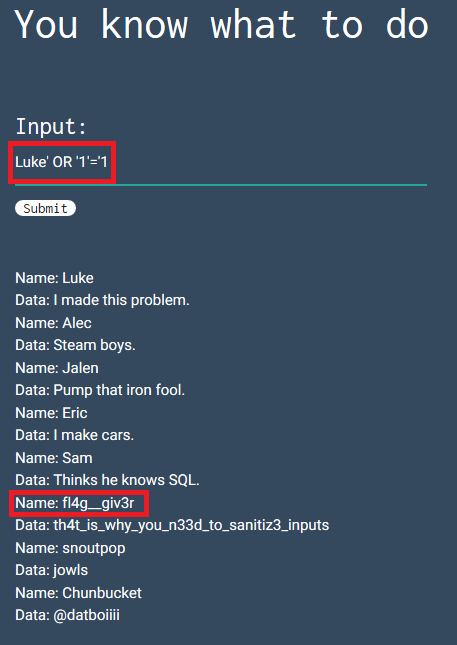 You know what to do
Input:
Luke' OR '1'='1
Submit
Name: Luke
Data: I made this problem.
Name: Alec
Data: Steam boys.
Name: Jalen
Data: Pump that iron fool.
Name: Eric
Data: I make cars.
Name: Sam
Data: Thinks he knows SQL.
Name: fl4g__giv3r
Data: th4t_is_why_you_n33d_to_sanitiz3_inputs
Name: snoutpop
Data: jowls
Name: Chunbucket
Data: @datboiiii